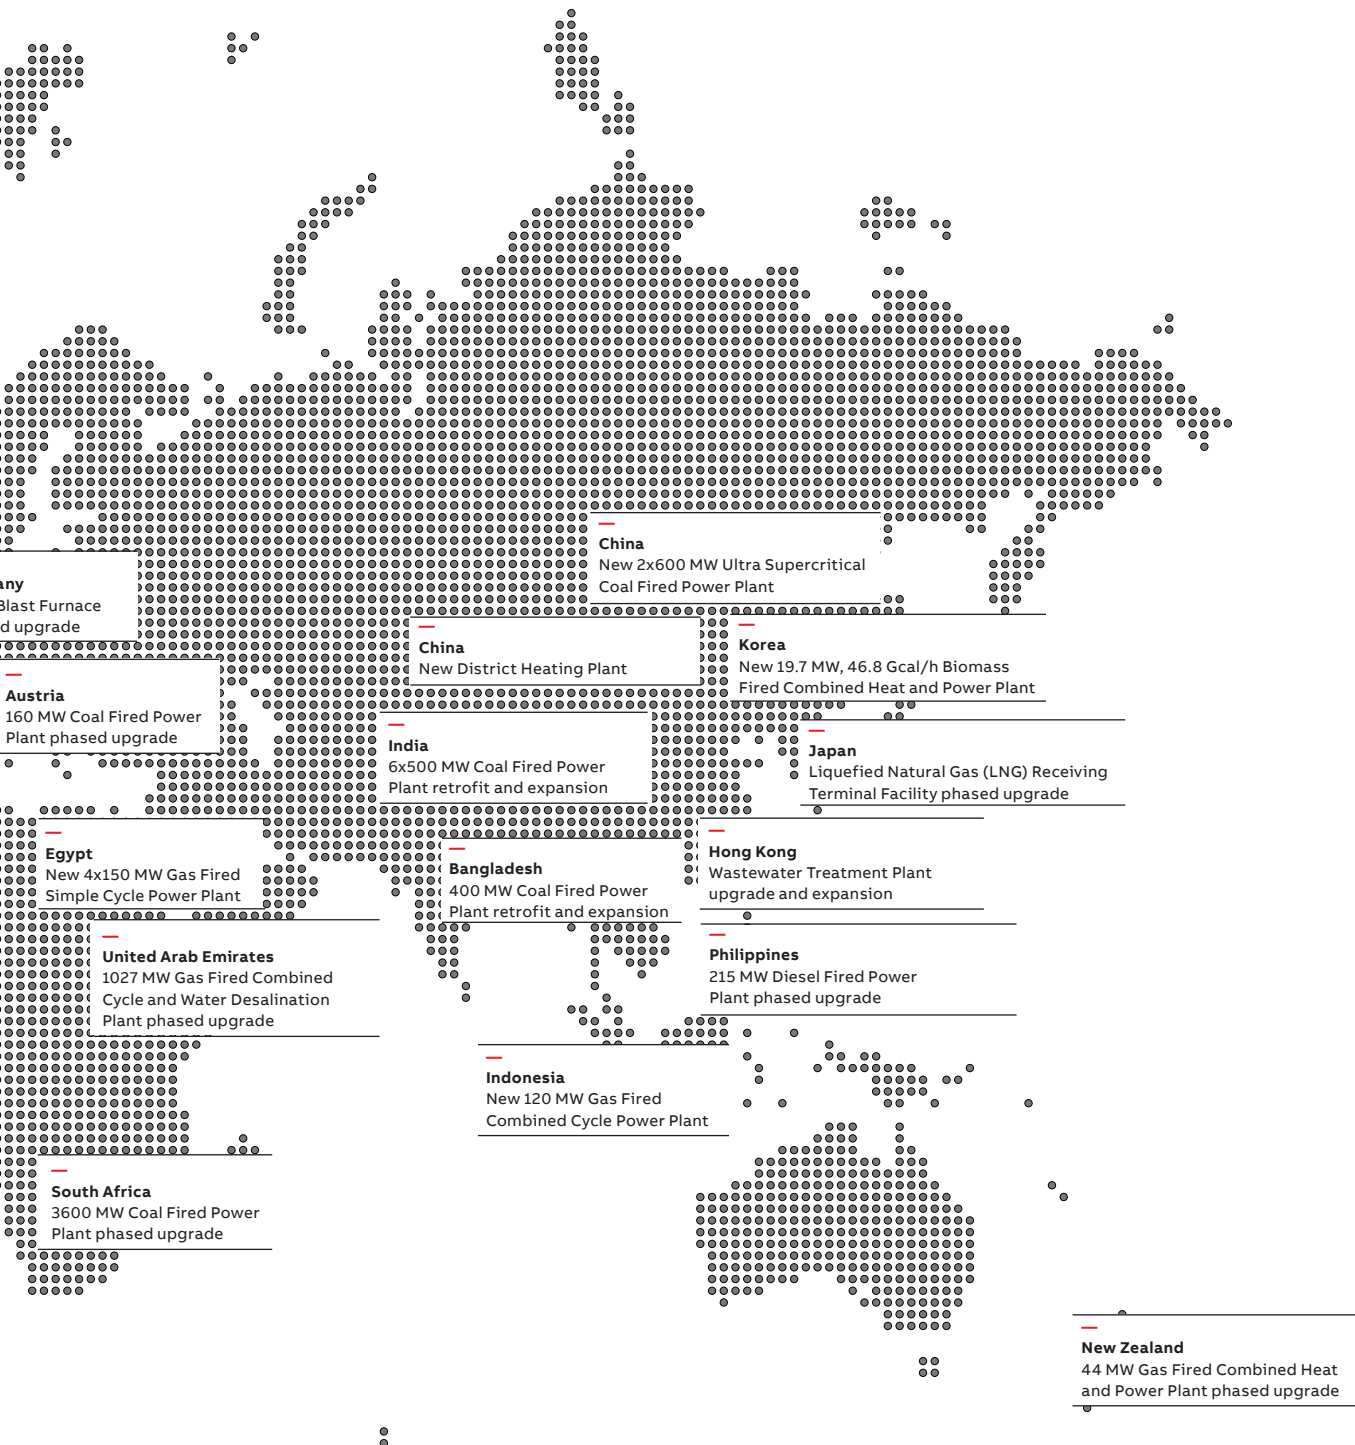 China
New 2x600 MW Ultra Supercritical
Coal Fired Power Plant
any
Blast Furnace
d upgrade
China
New District Heating Plant
Korea
New 19.7 MW, 46.8 Gcal/h Biomass
Fired Combined Heat and Power Plant
Austria
160 MW Coal Fired Power
Plant phased upgrade
India
6x500 MW Coal Fired Power
Plant retrofit and expansion
Japan
Liquefied Natural Gas (LNG) Receiving
Terminal Facility phased upgrade
Egypt
New 4x150 MW Gas Fired
Simple Cycle Power Plant
Bangladesh
400 MW Coal Fired Power
Plant retrofit and expansion
Hong Kong
Wastewater Treatment Plant
upgrade and expansion
United Arab Emirates
1027 MW Gas Fired Combined
Cycle and Water Desalination
Plant phased upgrade
Philippines
215 MW Diesel Fired Power
Plant phased upgrade
Indonesia
New 120 MW Gas Fired
Combined Cycle Power Plant
South Africa
3600 MW Coal Fired Power
Plant phased upgrade
New Zealand
44 MW Gas Fired Combined Heat
and Power Plant phased upgrade